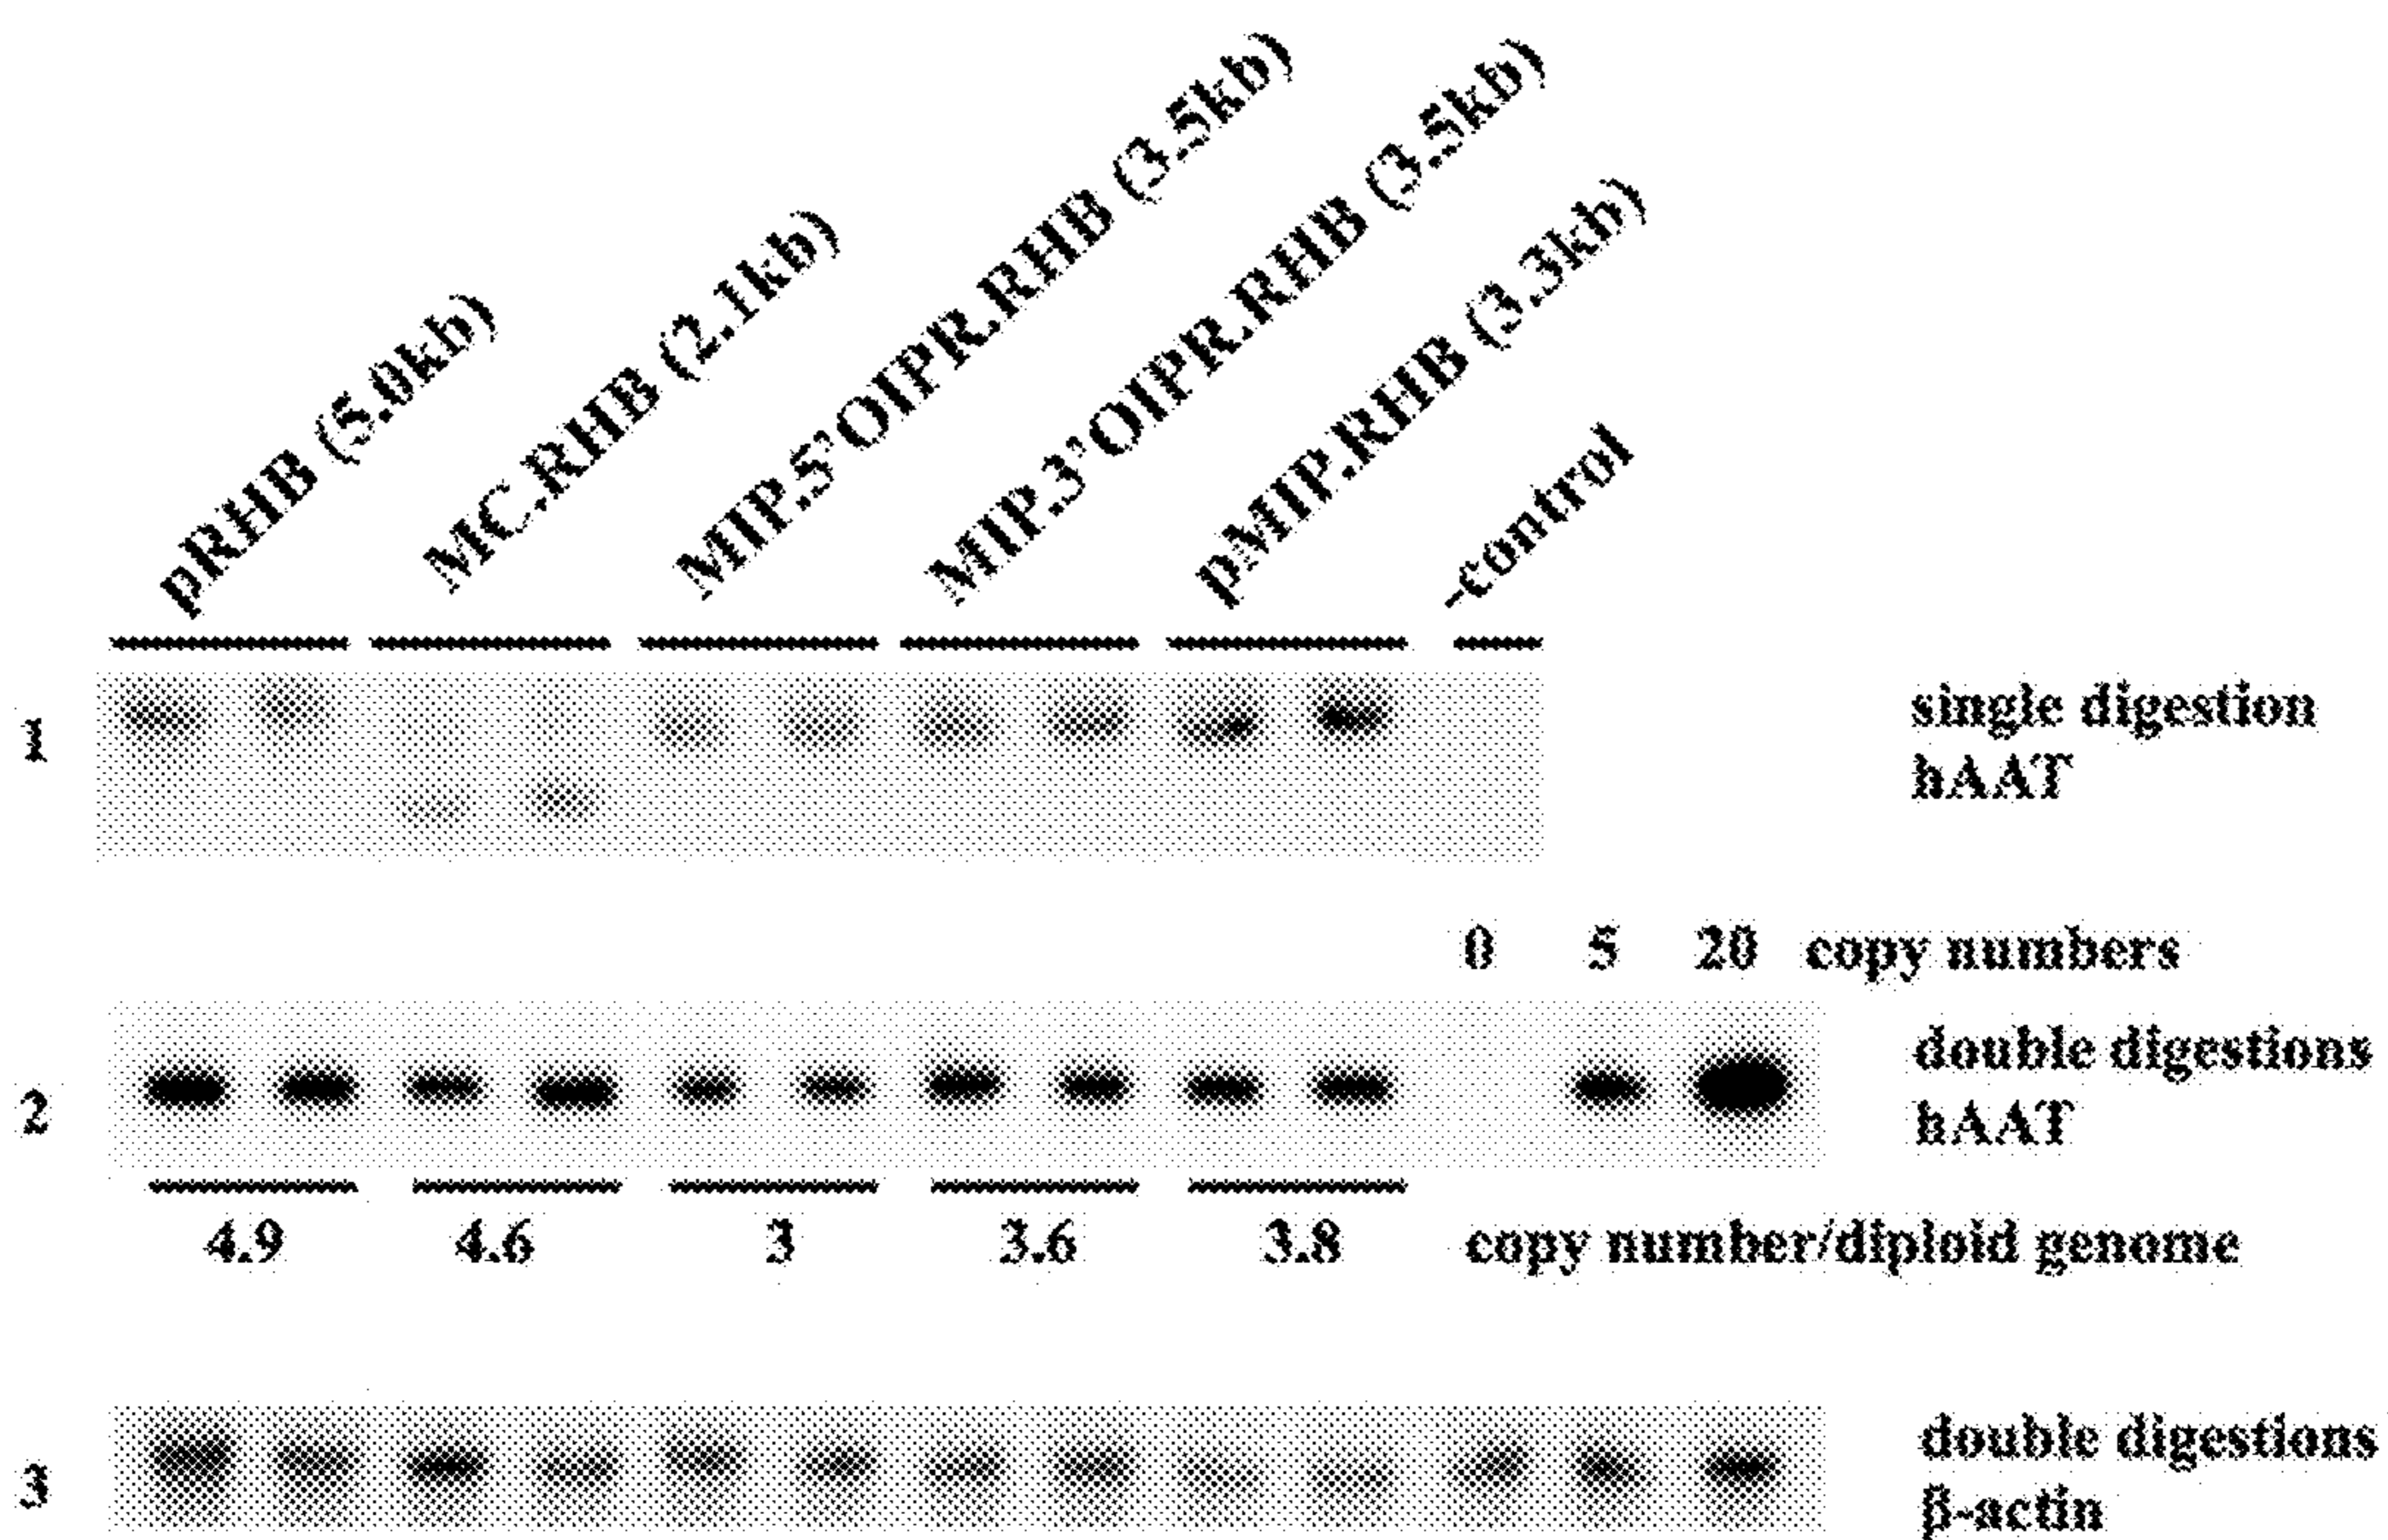 pRHB (5.0kb)
MC.RHB (2.1kb)
MIP.5'OIPR.RHB (3.5kb)
MIP.3'OIPR.RHB (3.5kb)
pMIP.RHB (3.3kb)
-control
1
single digestion
hAAT
0 5 20 copy numbers
2
double digestions
hAAT
4.9 4.6 3 3.6 3.8 copy number/diploid genome
3
double digestions
β-actin